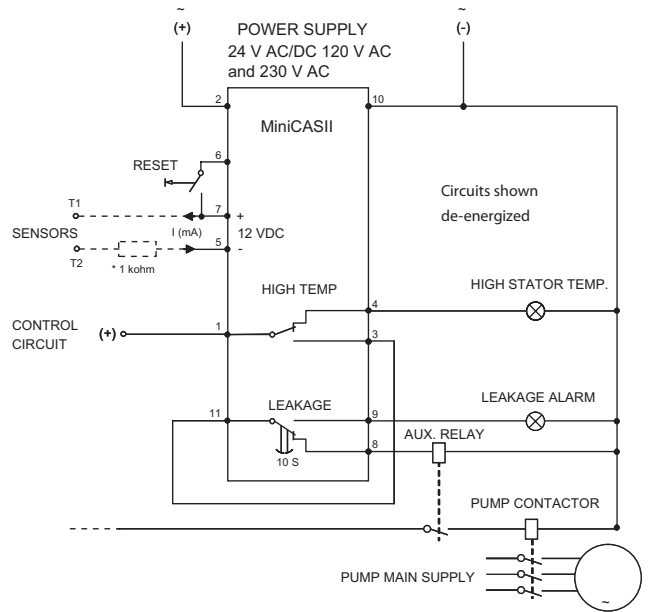 ~
(+)
POWER SUPPLY
24 V AC/DC 120 V AC
and 230 V AC
~
(-)
2
10
MiniCASII
6
RESET
Circuits shown
de-energized
T1
7
+
I (mA)
12 VDC
SENSORS
5
-
T2
* 1 kohm
HIGH TEMP
HIGH STATOR TEMP.
4
CONTROL
CIRCUIT
(+)
1
3
LEAKAGE
LEAKAGE ALARM
11
9
AUX. RELAY
8
10 S
PUMP CONTACTOR
PUMP MAIN SUPPLY
~